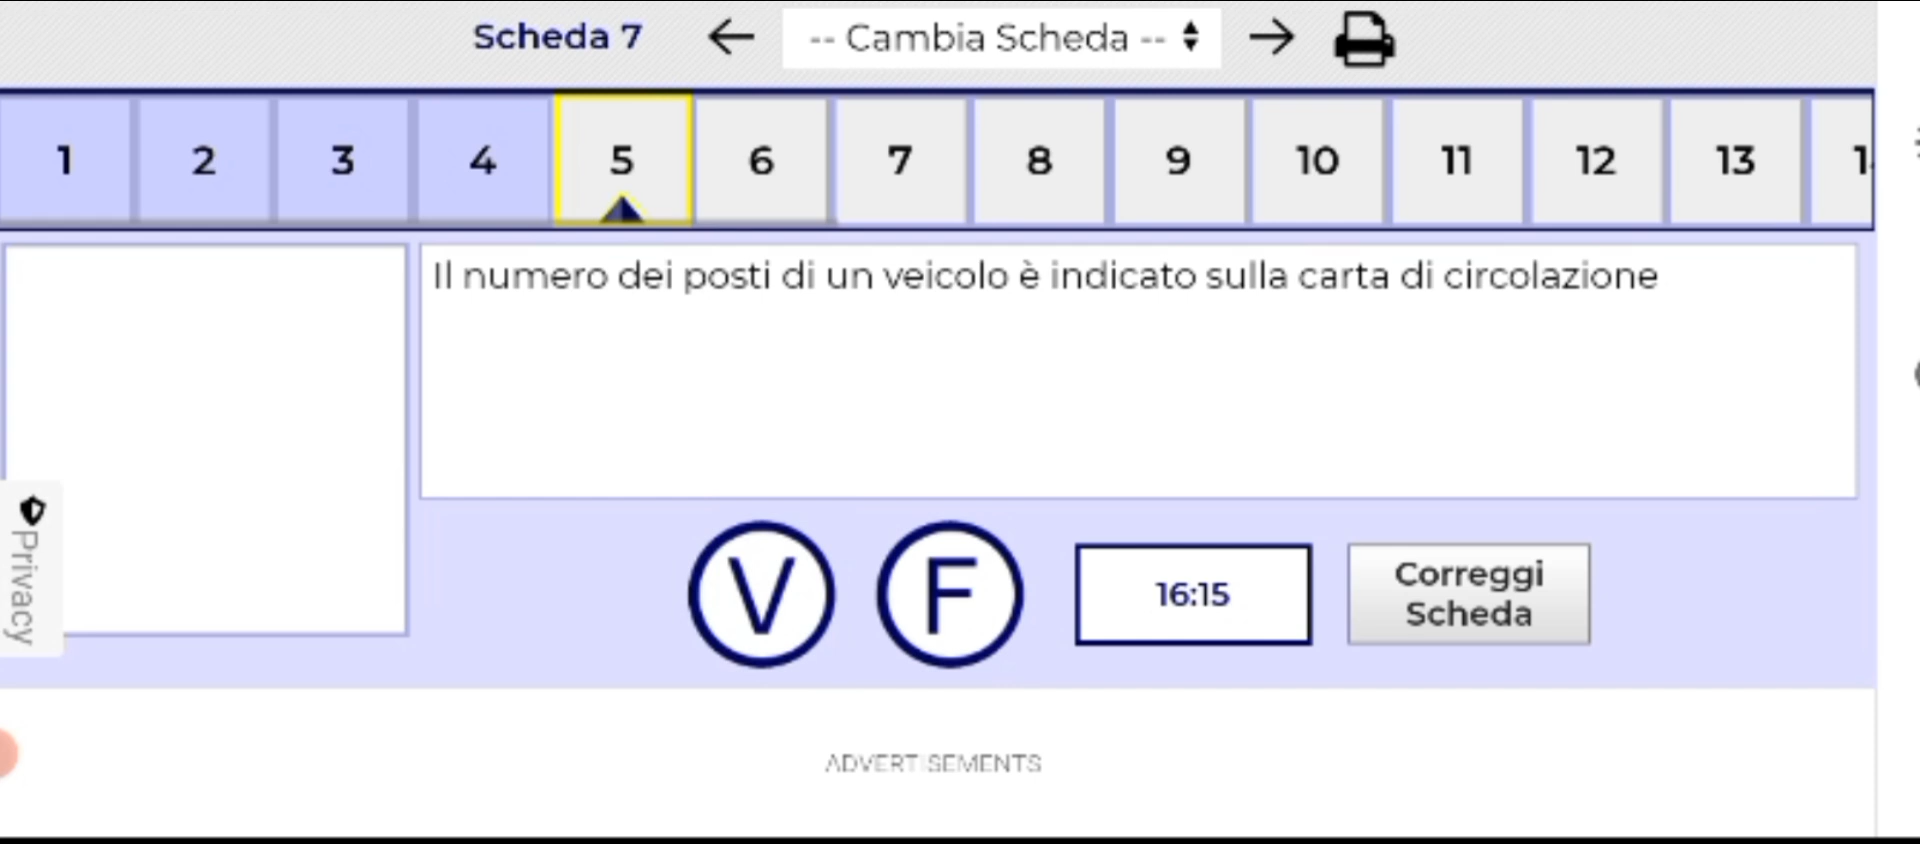 Scheda 7
-- Cambia Scheda --
1 2 3 4 5 6 7 8 9 10 11 12 13
Il numero dei posti di un veicolo è indicato sulla carta di circolazione
Privacy
V F 16:15 Correggi
Scheda
ADVERTISEMENTS